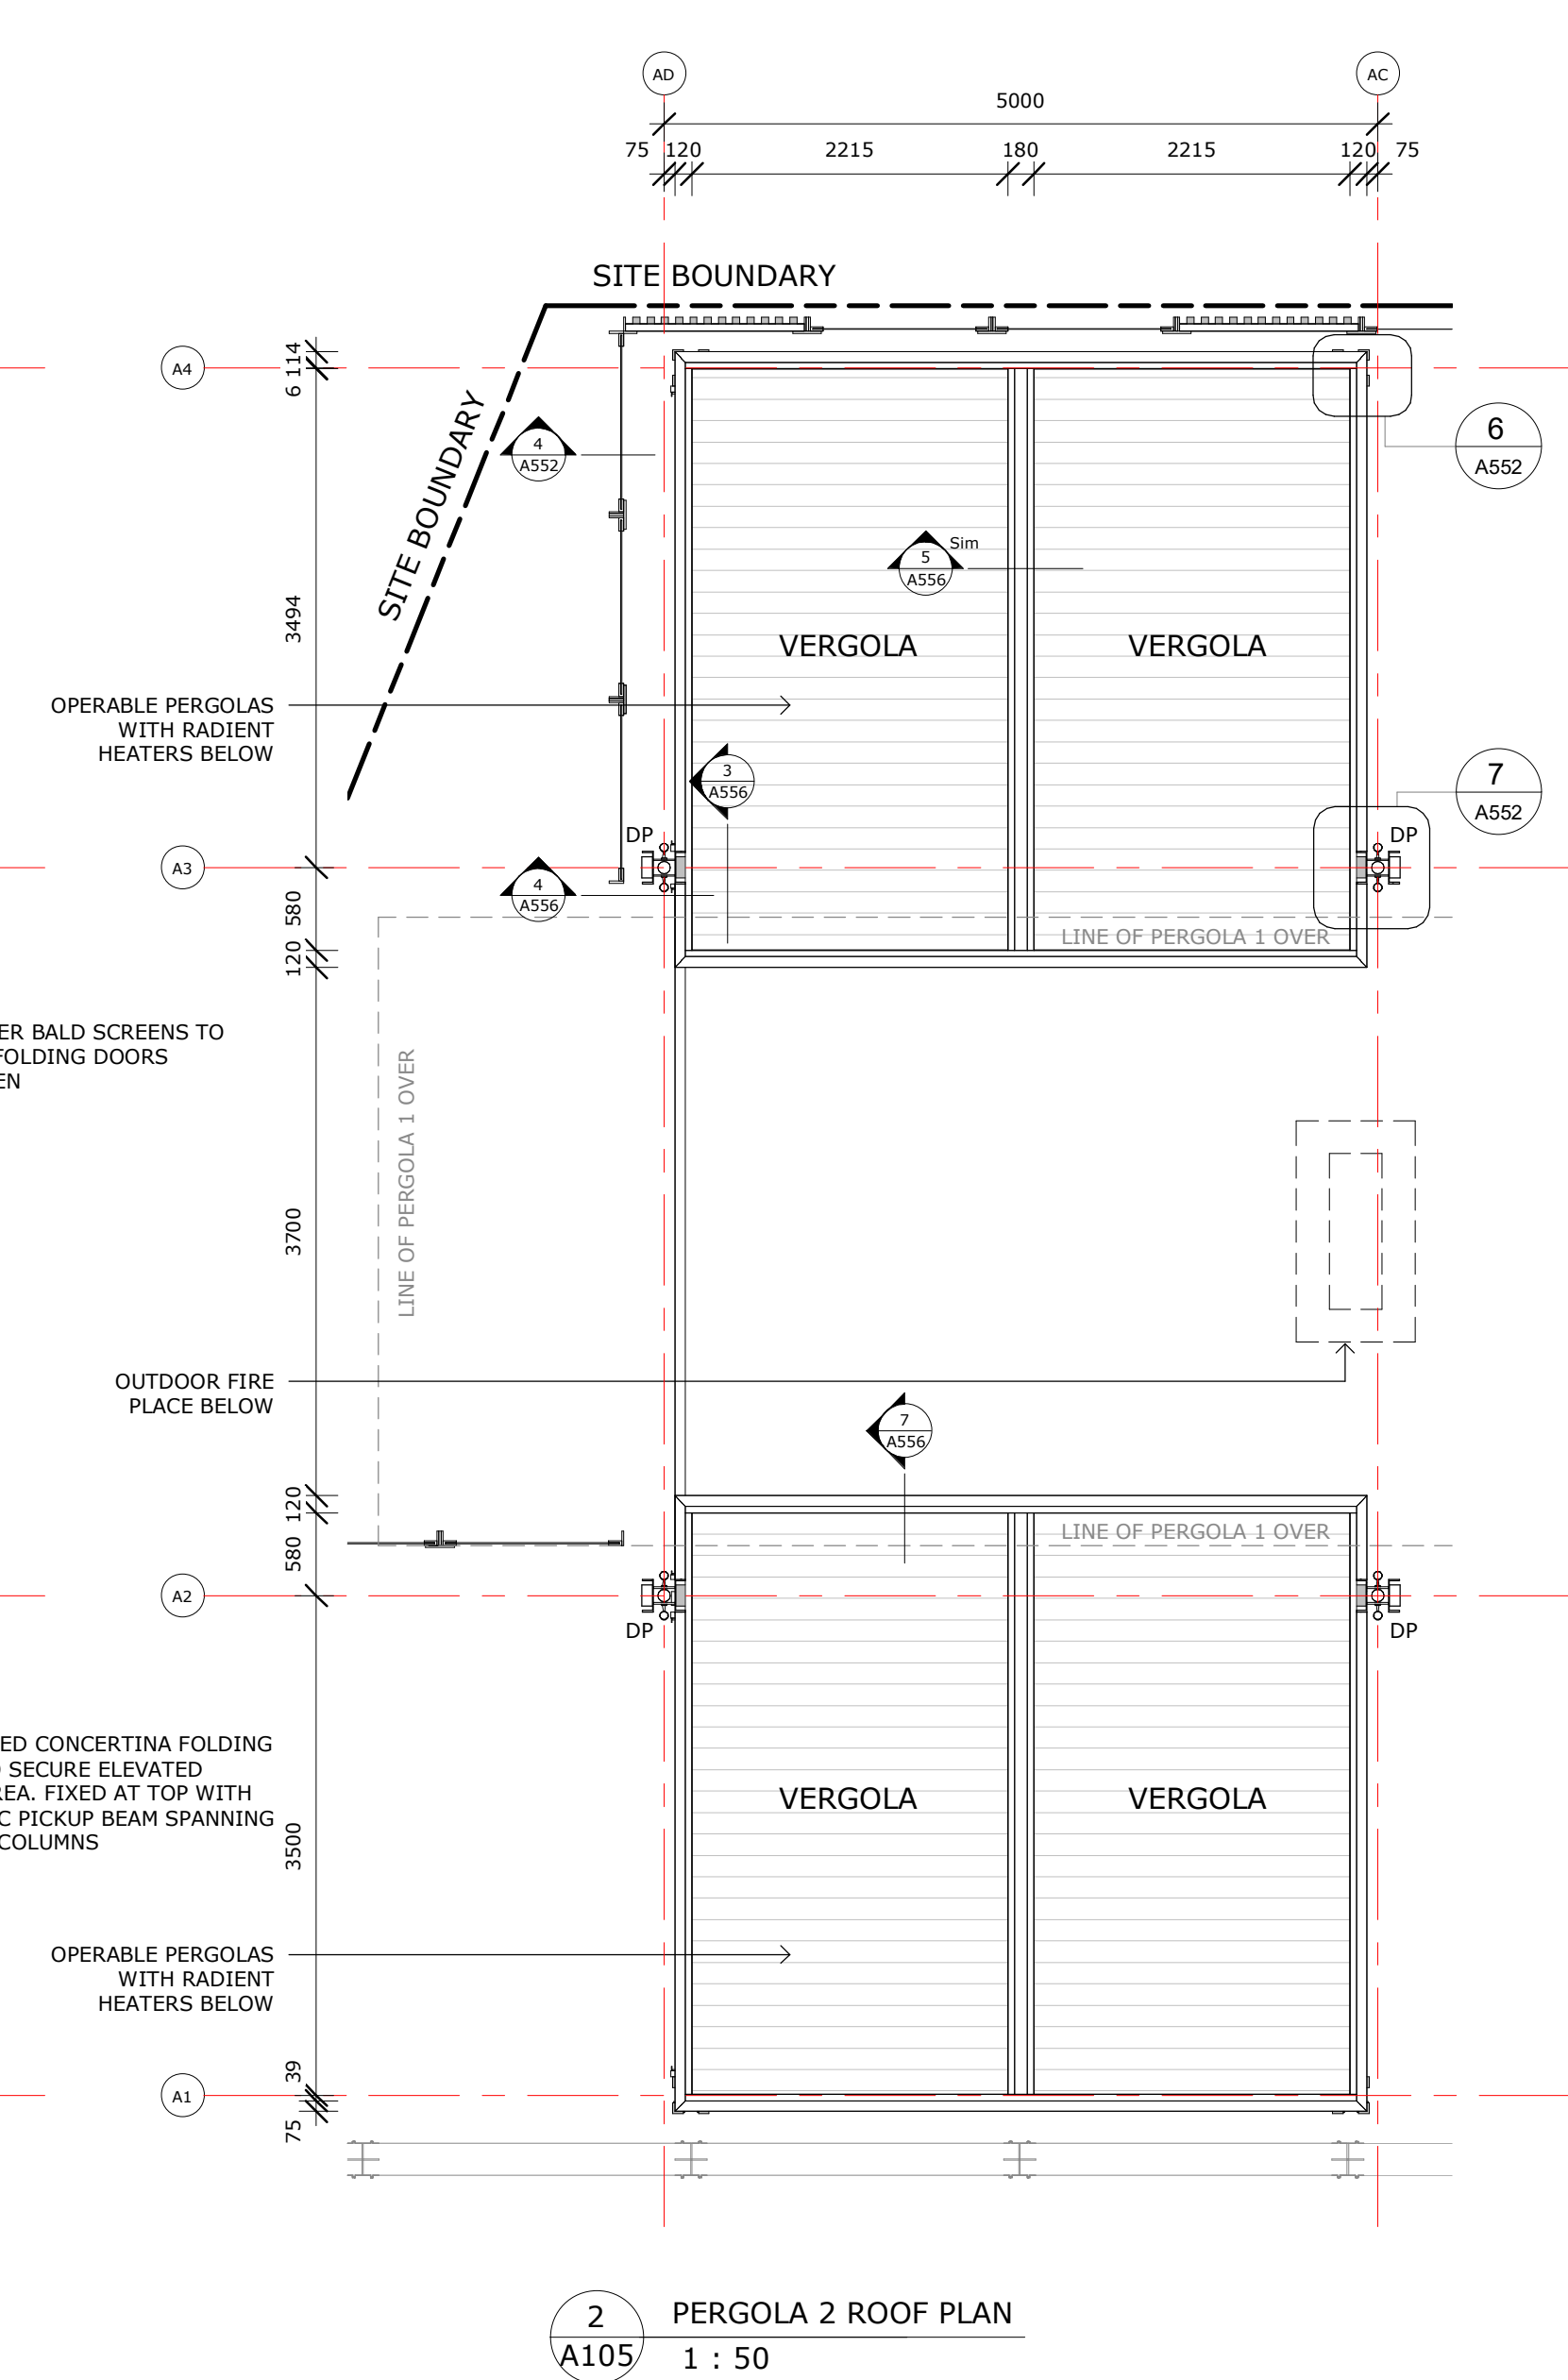 AD
AC
5000
75
120
2215
180
2215
120
75
SITE BOUNDARY
A4
114
6
SITE BOUNDARY
4
A552
6
A552
5
A556
Sim
3494
VERGOLA
VERGOLA
OPERABLE PERGOLAS
WITH RADIENT
HEATERS BELOW
3
A556
7
A552
DP
DP
A3
4
A556
580
120
LINE OF PERGOLA 1 OVER
ER BALD SCREENS TO
FOLDING DOORS
EN
LINE OF PERGOLA 1 OVER
3700
OUTDOOR FIRE
PLACE BELOW
7
A556
120
580
LINE OF PERGOLA 1 OVER
A2
DP
DP
ED CONCERTINA FOLDING
SECURE ELEVATED
REA. FIXED AT TOP WITH
C PICKUP BEAM SPANNING
COLUMNS
VERGOLA
VERGOLA
3500
OPERABLE PERGOLAS
WITH RADIENT
HEATERS BELOW
39
A1
75
2
A105
PERGOLA 2 ROOF PLAN
1 : 50